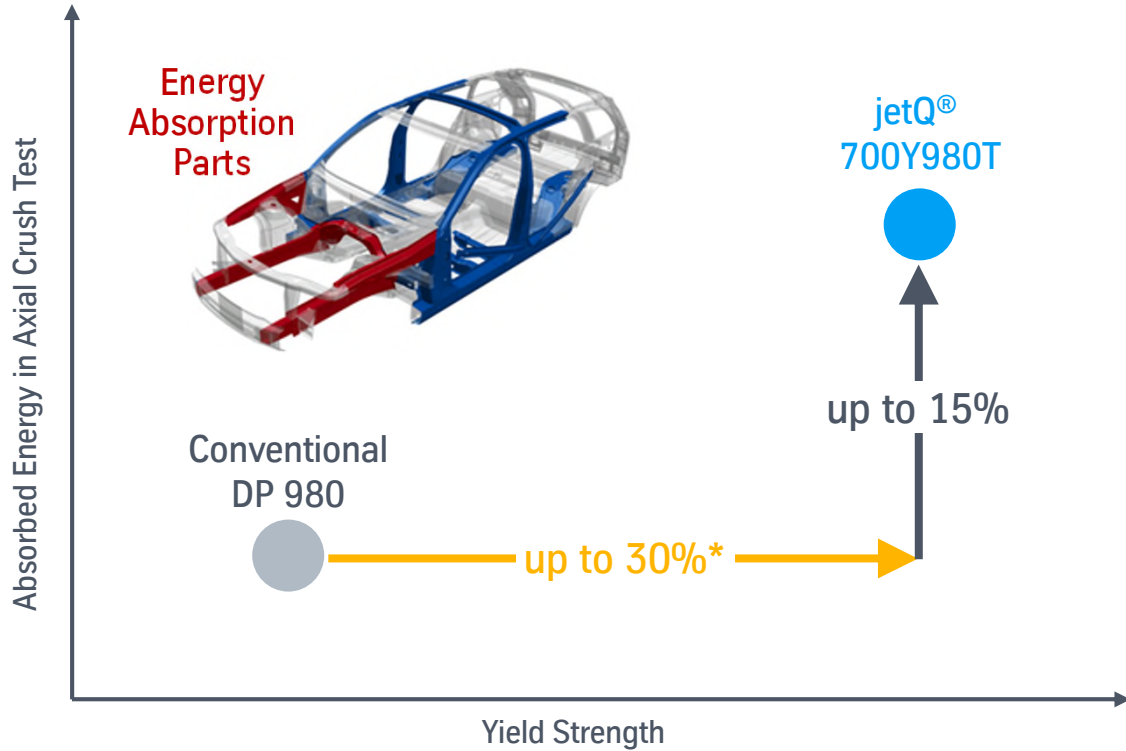 Energy
Absorption
Parts
jetQ®
700Y980T
up to 15%
Conventional
DP 980
up to 30%*
Absorbed Energy in Axial Crush Test
Yield Strength